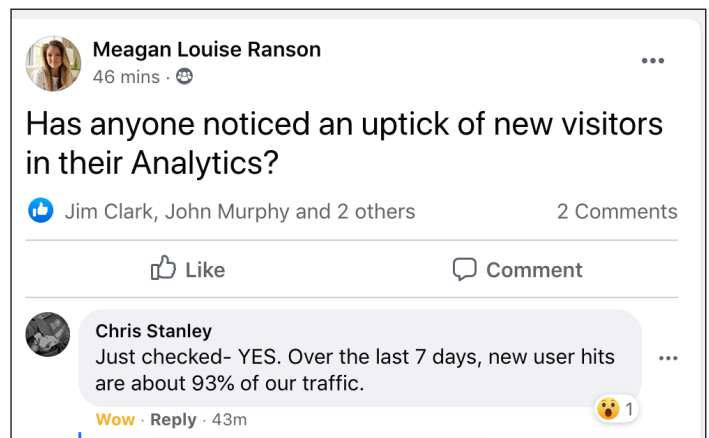 Meagan Louise Ranson
46 mins ·
Has anyone noticed an uptick of new visitors
in their Analytics?
Jim Clark, John Murphy and 2 others
2 Comments
Like
Comment
Chris Stanley
Just checked- YES. Over the last 7 days, new user hits
are about 93% of our traffic.
1
Wow · Reply · 43m